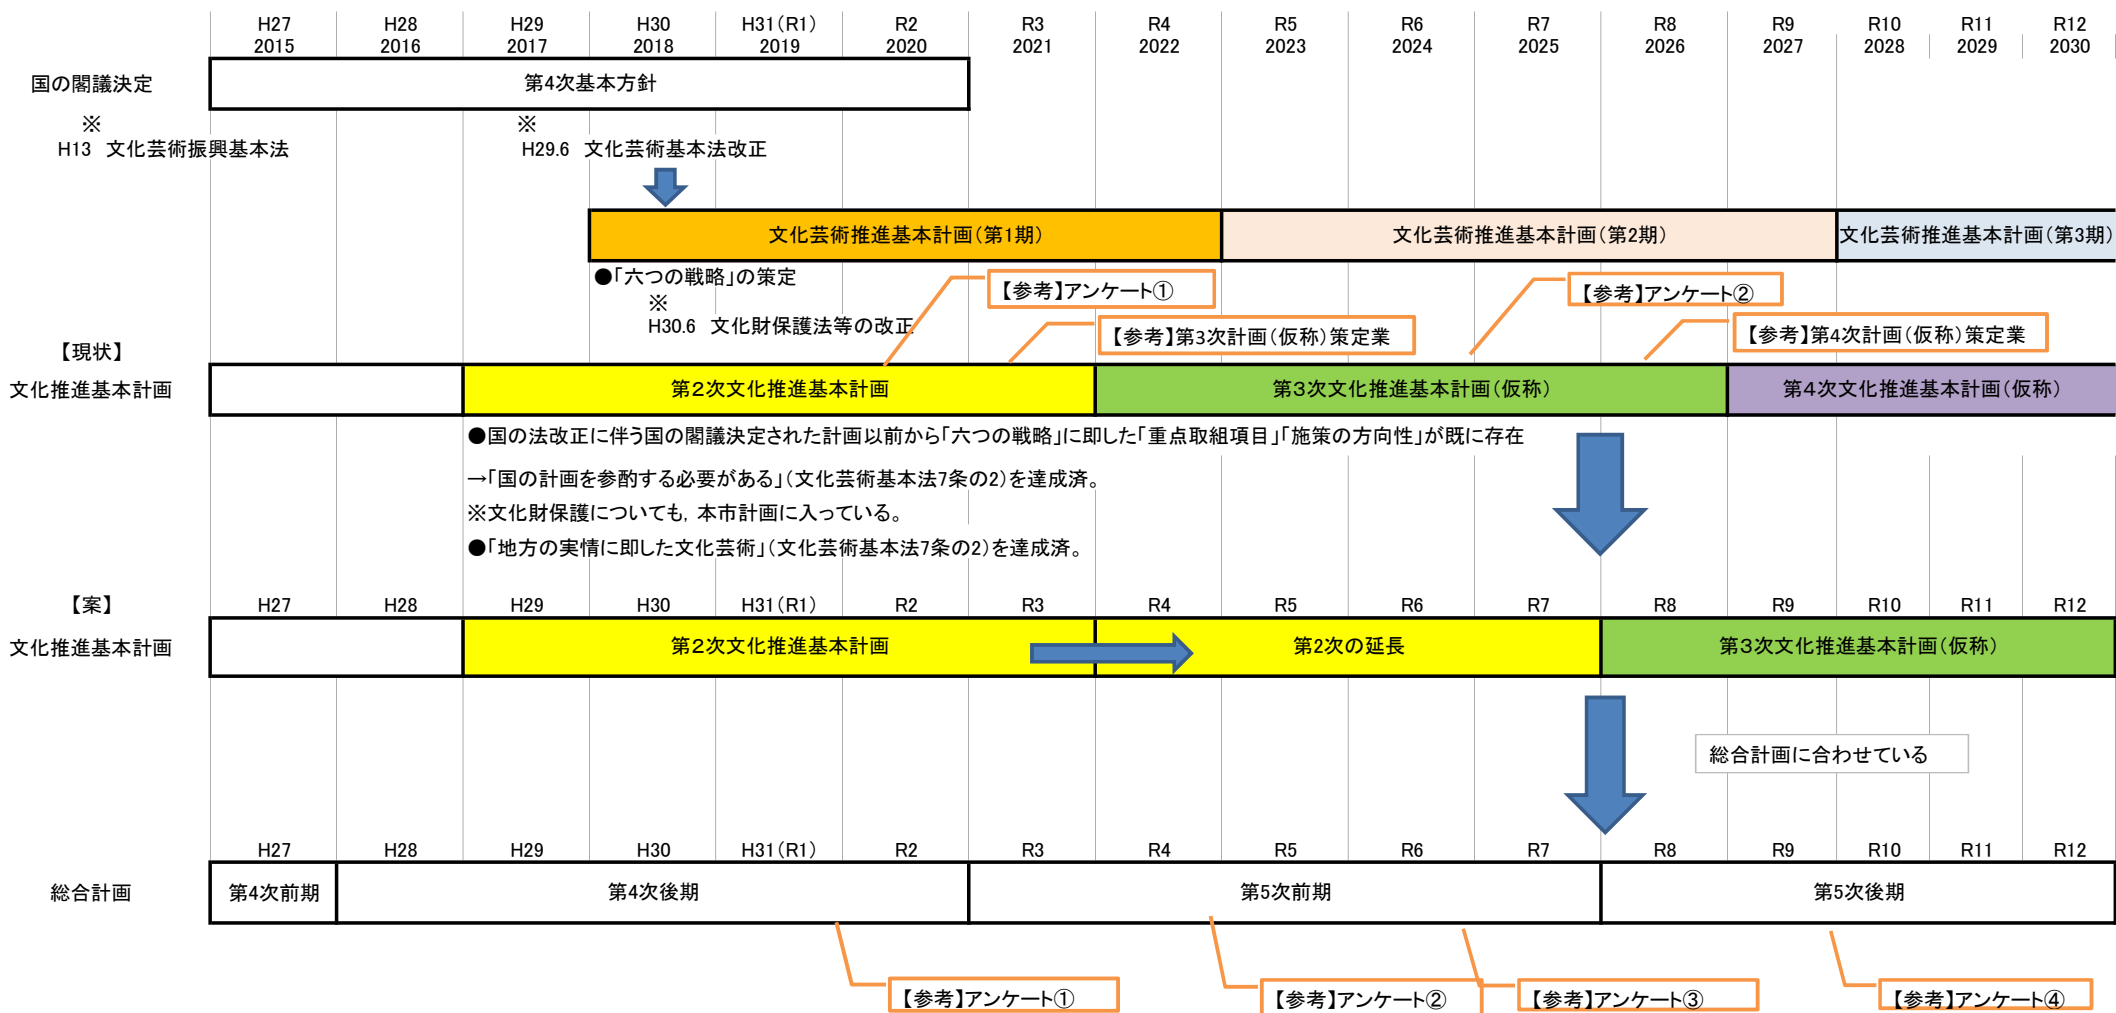 H27 H28 H29 H30 H31(R1) R2 R3 R4 R5 R6 R7 R8 R9 R10 R11 R12
2015 2016 2017 2018 2019 2020 2021 2022 2023 2024 2025 2026 2027 2028 2029 2030
国の閣議決定 第4次基本方針
※ ※
H13 文化芸術振興基本法 H29.6 文化芸術基本法改正
文化芸術推進基本計画(第1期) 文化芸術推進基本計画(第2期) 文化芸術推進基本計画(第3期)
●「六つの戦略」の策定 【参考】アンケート① 【参考】アンケート②
※
H30.6 文化財保護法等の改正 【参考】第3次計画(仮称)策定業 【参考】第4次計画(仮称)策定業
【現状】
文化推進基本計画 第2次文化推進基本計画 第3次文化推進基本計画(仮称) 第4次文化推進基本計画(仮称)
●国の法改正に伴う国の閣議決定された計画以前から「六つの戦略」に即した「重点取組項目」「施策の方向性」が既に存在
→「国の計画を参酌する必要がある」(文化芸術基本法7条の2)を達成済。
※文化財保護についても,本市計画に入っている。
●「地方の実情に即した文化芸術」(文化芸術基本法7条の2)を達成済。
【案】 H27 H28 H29 H30 H31(R1) R2 R3 R4 R5 R6 R7 R8 R9 R10 R11 R12
文化推進基本計画 第2次文化推進基本計画 第2次の延長 第3次文化推進基本計画(仮称)
総合計画に合わせている
H27 H28 H29 H30 H31(R1) R2 R3 R4 R5 R6 R7 R8 R9 R10 R11 R12
総合計画 第4次前期 第4次後期 第5次前期 第5次後期
【参考】アンケート① 【参考】アンケート② 【参考】アンケート③ 【参考】アンケート④